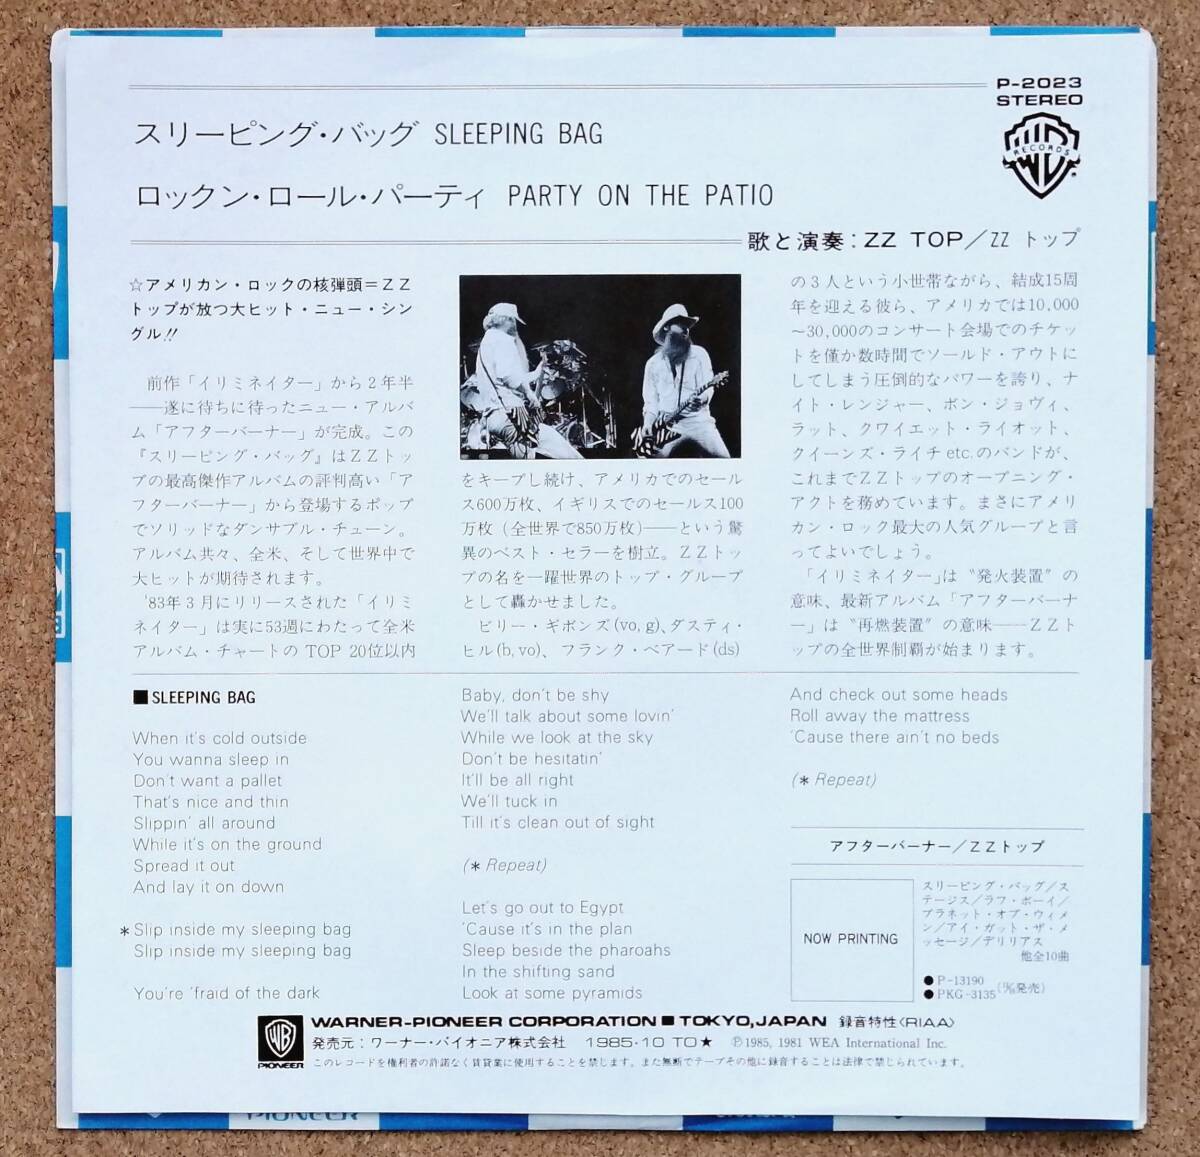 P-2023
STEREO
W RECORDS
スリーピング・バッグ SLEEPING BAG
ロックン・ロール・パーティ PARTY ON THE PATIO
歌と演奏：ZZ TOP／ZZ トップ
☆アメリカン・ロックの核弾頭＝ＺＺ
トップが放つ大ヒット・ニュー・シン
グル!!
前作「イリミネイター」から２年半
──遂に待ちに待ったニュー・アルバ
ム「アフターバーナー」が完成。この
『スリーピング・バッグ』はＺＺトッ
プの最高傑作アルバムの評判高い「ア
フターバーナー」から登場するポップ
でソリッドなダンサブル・チューン。
アルバム共々、全米、そして世界中で
大ヒットが期待されます。
'83年３月にリリースされた「イリミ
ネイター」は実に53週にわたって全米
アルバム・チャートの TOP 20位以内
をキープし続け、アメリカでのセール
ス600万枚、イギリスでのセールス100
万枚（全世界で850万枚）──という驚
異のベスト・セラーを樹立。ＺＺトッ
プの名を一躍世界のトップ・グループ
として轟かせました。
ビリー・ギボンズ(vo, g)、ダスティ・
ヒル(b, vo)、フランク・ベアード(ds)
の３人という小世帯ながら、結成15周
年を迎える彼ら、アメリカでは10,000
～30,000のコンサート会場でのチケッ
トを僅か数時間でソールド・アウトに
してしまう圧倒的なパワーを誇り、ナ
イト・レンジャー、ボン・ジョヴィ、
ラット、クワイエット・ライオット、
クイーンズ・ライチetc.のバンドが、
これまでＺＺトップのオープニング・
アクトを務めています。まさにアメリ
カン・ロック最大の人気グループと言
ってよいでしょう。
「イリミネイター」は〝発火装置〟の
意味、最新アルバム「アフターバーナ
ー」は〝再燃装置〟の意味──ＺＺト
ップの全世界制覇が始まります。
■ SLEEPING BAG
When it's cold outside
You wanna sleep in
Don't want a pallet
That's nice and thin
Slippin' all around
While it's on the ground
Spread it out
And lay it on down
* Slip inside my sleeping bag
Slip inside my sleeping bag
You're 'fraid of the dark
Baby, don't be shy
We'll talk about some lovin'
While we look at the sky
Don't be hesitatin'
It'll be all right
We'll tuck in
Till it's clean out of sight
(* Repeat)
Let's go out to Egypt
'Cause it's in the plan
Sleep beside the pharoahs
In the shifting sand
Look at some pyramids
And check out some heads
Roll away the mattress
'Cause there ain't no beds
(* Repeat)
アフターバーナー／ＺＺトップ
NOW PRINTING
スリーピング・バッグ／ス
テージス／ラフ・ボーイ／
プラネット・オブ・ウィメ
ン／アイ・ガット・ザ・メ
ッセージ／デリリアス
他全10曲
●P-13190
●PKG-3135
WB
PIONEER
WARNER-PIONEER CORPORATION ■ TOKYO, JAPAN 録音特性〈RIAA〉
発売元：ワーナー・パイオニア株式会社 1985・10 TO★ ℗1985, 1981 WEA International Inc.
このレコードを権利者の許諾なく賃貸業に使用することを禁じます。また無断でテープその他に録音することは法律で禁じられています。
PIONEER